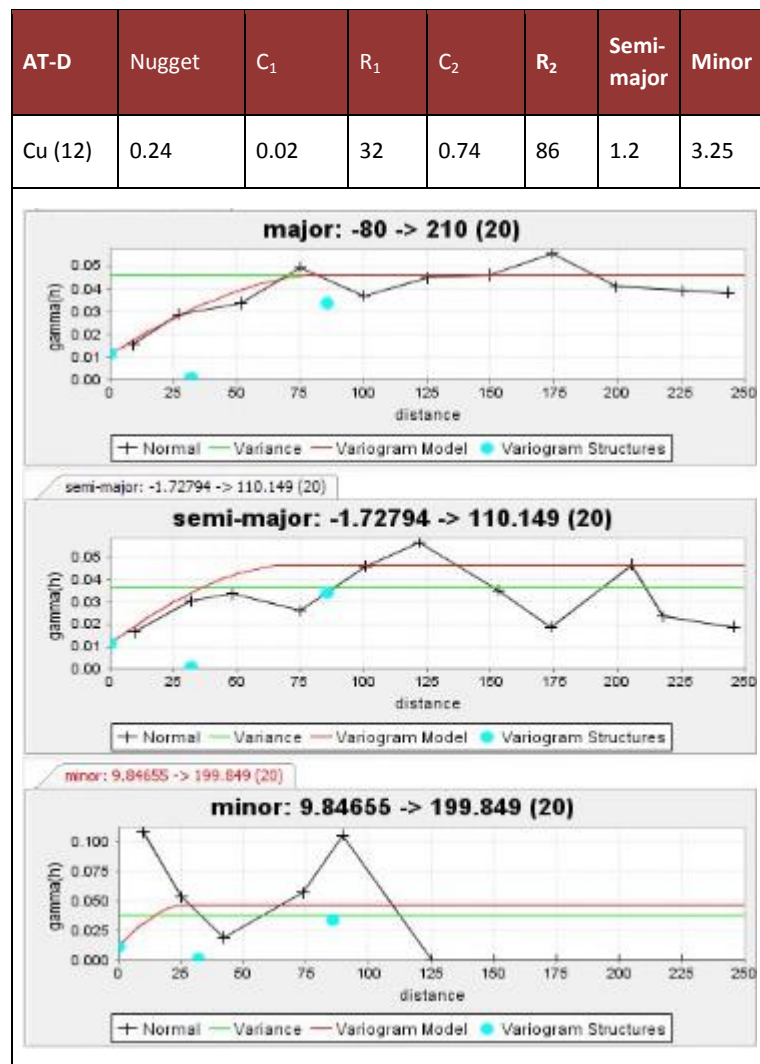 AT-D Nugget C₁ R₁ C₂ R₂ Semi-major Minor
Cu (12) 0.24 0.02 32 0.74 86 1.2 3.25
major: -80 -> 210 (20)
gamma(h)
0.05
0.04
0.03
0.02
0.01
0.00
0 25 50 75 100 125 150 175 200 225 250
distance
Normal Variance Variogram Model Variogram Structures
semi-major: -1.72794 -> 110.149 (20)
semi-major: -1.72794 -> 110.149 (20)
gamma(h)
0.05
0.04
0.03
0.02
0.01
0.00
0 25 50 75 100 125 150 175 200 225 250
distance
Normal Variance Variogram Model Variogram Structures
minor: 9.84655 -> 199.849 (20)
minor: 9.84655 -> 199.849 (20)
gamma(h)
0.100
0.075
0.050
0.025
0.000
0 25 50 75 100 125 150 175 200 225 250
distance
Normal Variance Variogram Model Variogram Structures